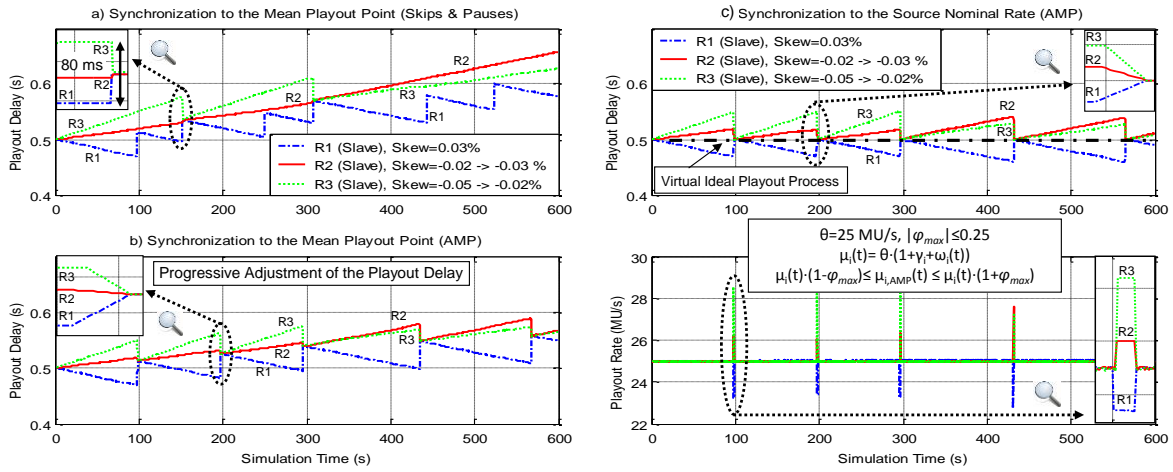 a) Synchronization to the Mean Playout Point (Skips & Pauses)
Playout Delay (s)
0.6
0.5
0.4
0 100 200 300 400 500 600
R3
80 ms
R2
R1
R3
R1
R2
R2
R3
R1
R1 (Slave), Skew=0.03%
R2 (Slave), Skew=-0.02 -> -0.03 %
R3 (Slave), Skew=-0.05 -> -0.02%
b) Synchronization to the Mean Playout Point (AMP)
Progressive Adjustment of the Playout Delay
Playout Delay (s)
0.6
0.5
0.4
0 100 200 300 400 500 600
Simulation Time (s)
R3
R2
R1
R3
R2
R1
R2
R3
c) Synchronization to the Source Nominal Rate (AMP)
R1 (Slave), Skew=0.03%
R2 (Slave), Skew=-0.02 -> -0.03 %
R3 (Slave), Skew=-0.05 -> -0.02%
Playout Delay (s)
0.6
0.5
0.4
0 100 200 300 400 500 600
R3
R2
R1
R3
R2
R1
R2
R3
Virtual Ideal Playout Process
θ=25 MU/s, |φmax|≤0.25
μi(t)= θ·(1+γi+ωi(t))
μi(t)·(1-φmax)≤ μi,AMP(t) ≤ μi(t)·(1+φmax)
Playout Rate (MU/s)
30
28
26
24
22
0 100 200 300 400 500 600
Simulation Time (s)
R3
R2
R1